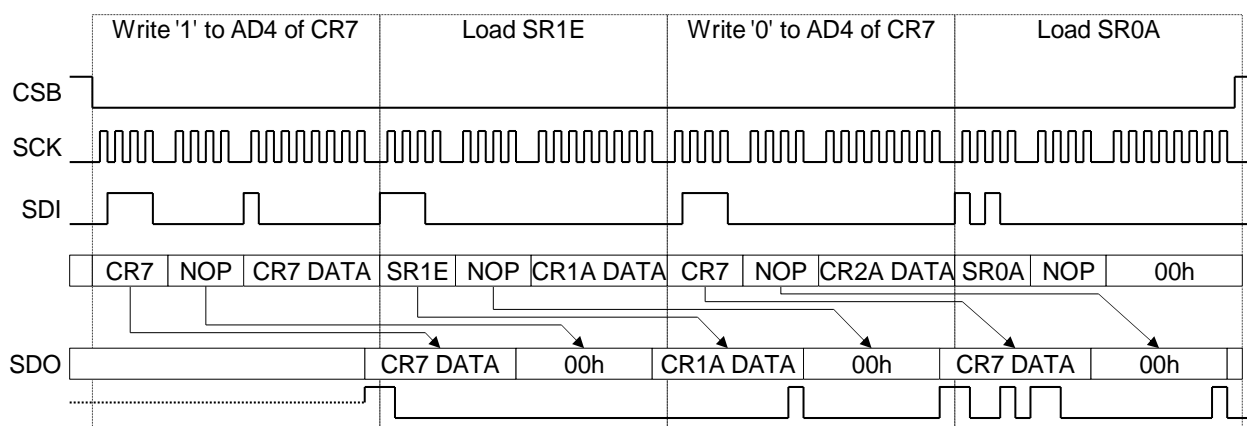 Write '1' to AD4 of CR7 Load SR1E Write '0' to AD4 of CR7 Load SR0A
CSB
SCK
SDI
CR7 NOP CR7 DATA SR1E NOP CR1A DATA CR7 NOP CR2A DATA SR0A NOP 00h
SDO CR7 DATA 00h CR1A DATA 00h CR7 DATA 00h